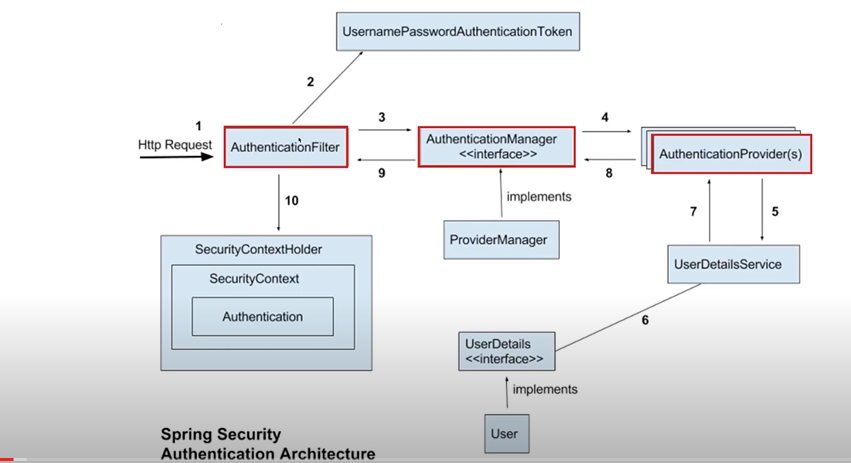 UsernamePasswordAuthenticationToken
2
1
3
4
Http Request
AuthenticationFilter
AuthenticationManager
<<interface>>
AuthenticationProvider(s)
9
8
10
implements
7
5
SecurityContextHolder
ProviderManager
SecurityContext
UserDetailsService
Authentication
6
UserDetails
<<interface>>
implements
User
Spring Security
Authentication Architecture